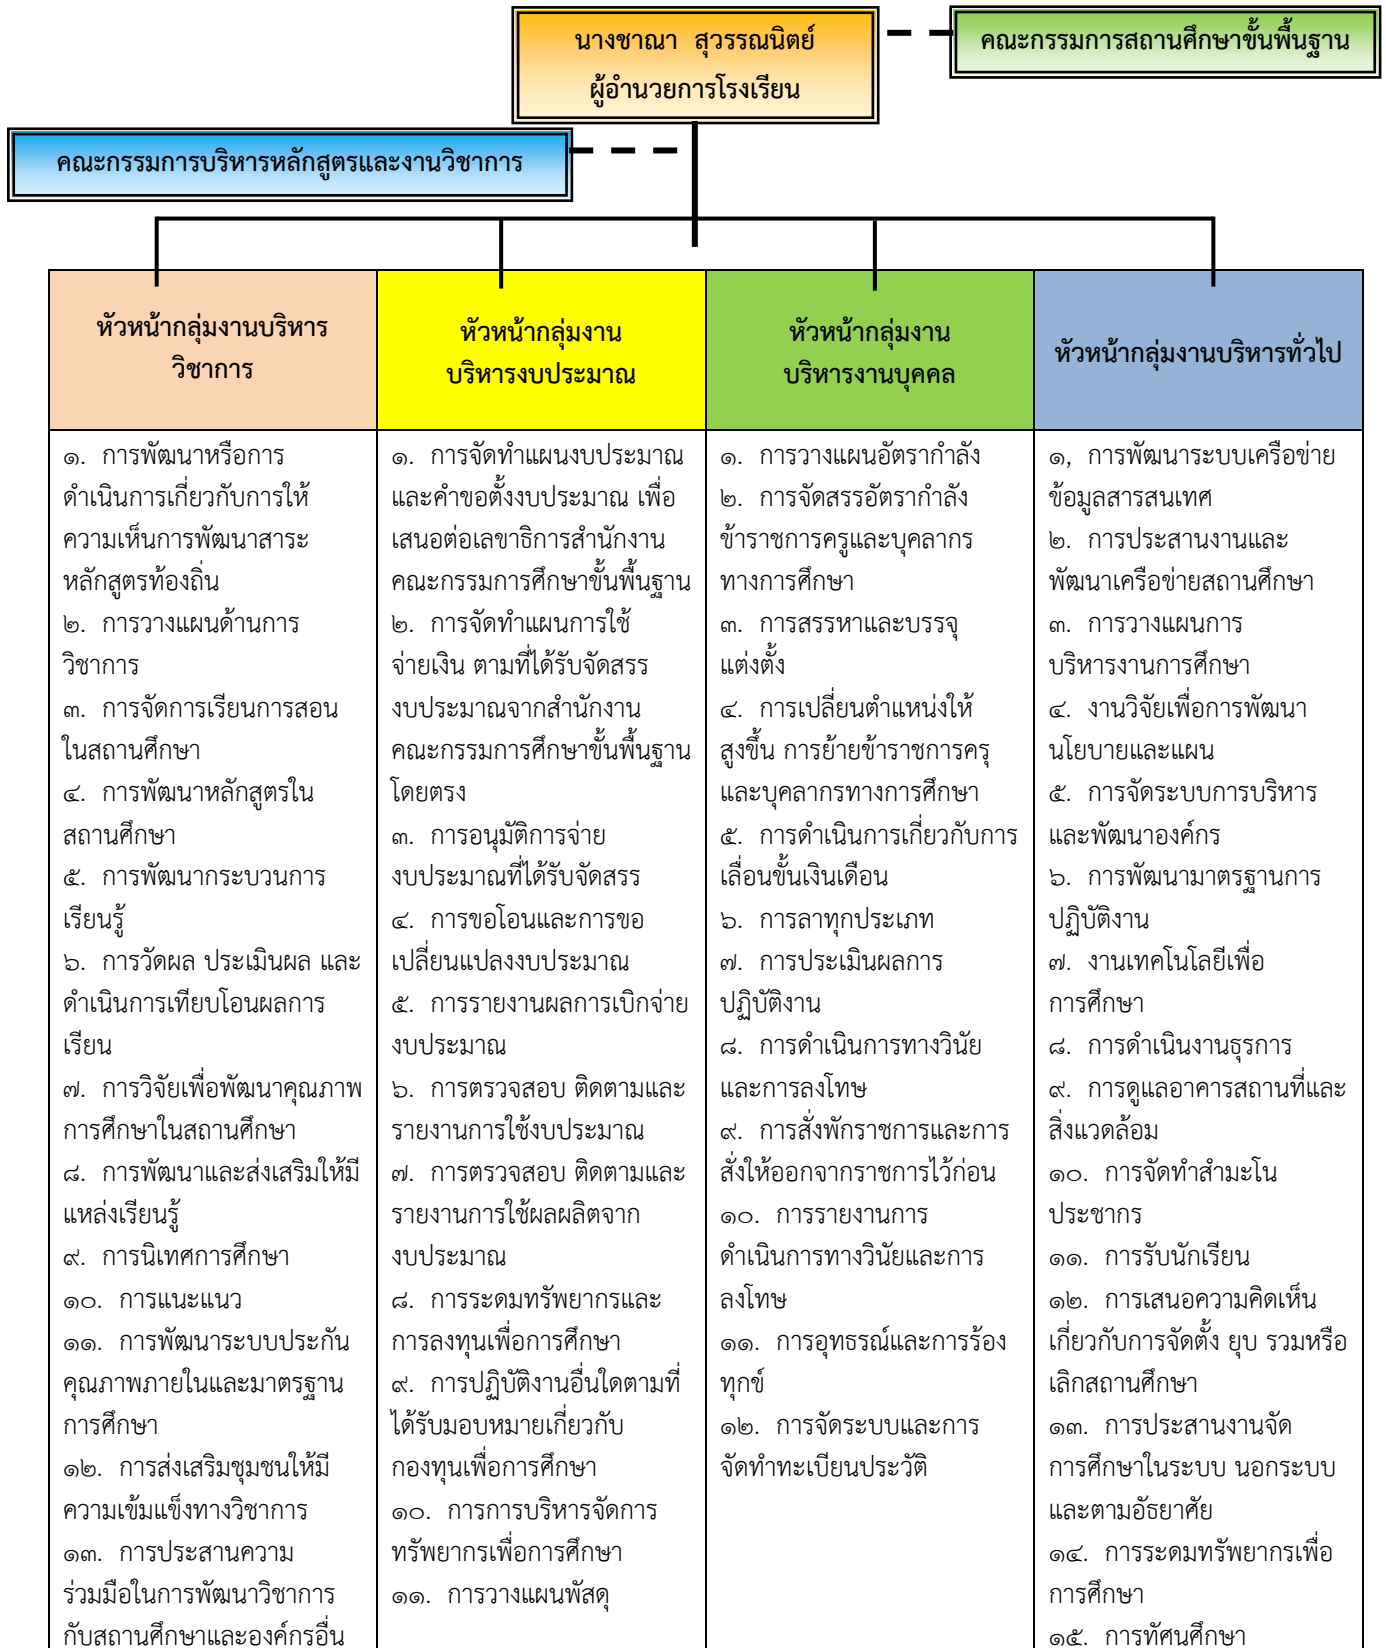 นางชาณา  สุวรรณนิตย์
ผู้อำนวยการโรงเรียน
คณะกรรมการสถานศึกษาขั้นพื้นฐาน
คณะกรรมการบริหารหลักสูตรและงานวิชาการ
หัวหน้ากลุ่มงานบริหาร
วิชาการ
๑.  การพัฒนาหรือการ
ดำเนินการเกี่ยวกับการให้
ความเห็นการพัฒนาสาระ
หลักสูตรท้องถิ่น
๒.  การวางแผนด้านการ
วิชาการ
๓.  การจัดการเรียนการสอน
ในสถานศึกษา
๔.  การพัฒนาหลักสูตรใน
สถานศึกษา
๕.  การพัฒนากระบวนการ
เรียนรู้
๖.  การวัดผล ประเมินผล และ
ดำเนินการเทียบโอนผลการ
เรียน
๗.  การวิจัยเพื่อพัฒนาคุณภาพ
การศึกษาในสถานศึกษา
๘.  การพัฒนาและส่งเสริมให้มี
แหล่งเรียนรู้
๙.  การนิเทศการศึกษา
๑๐.  การแนะแนว
๑๑.  การพัฒนาระบบประกัน
คุณภาพภายในและมาตรฐาน
การศึกษา
๑๒.  การส่งเสริมชุมชนให้มี
ความเข้มแข็งทางวิชาการ
๑๓.  การประสานความ
ร่วมมือในการพัฒนาวิชาการ
กับสถานศึกษาและองค์กรอื่น
หัวหน้ากลุ่มงาน
บริหารงบประมาณ
๑.  การจัดทำแผนงบประมาณ
และคำขอตั้งงบประมาณ เพื่อ
เสนอต่อเลขาธิการสำนักงาน
คณะกรรมการศึกษาขั้นพื้นฐาน
๒.  การจัดทำแผนการใช้
จ่ายเงิน ตามที่ได้รับจัดสรร
งบประมาณจากสำนักงาน
คณะกรรมการศึกษาขั้นพื้นฐาน
โดยตรง
๓.  การอนุมัติการจ่าย
งบประมาณที่ได้รับจัดสรร
๔.  การขอโอนและการขอ
เปลี่ยนแปลงงบประมาณ
๕.  การรายงานผลการเบิกจ่าย
งบประมาณ
๖.  การตรวจสอบ ติดตามและ
รายงานการใช้งบประมาณ
๗.  การตรวจสอบ ติดตามและ
รายงานการใช้ผลผลิตจาก
งบประมาณ
๘.  การระดมทรัพยากรและ
การลงทุนเพื่อการศึกษา
๙.  การปฏิบัติงานอื่นใดตามที่
ได้รับมอบหมายเกี่ยวกับ
กองทุนเพื่อการศึกษา
๑๐.  การการบริหารจัดการ
ทรัพยากรเพื่อการศึกษา
๑๑.  การวางแผนพัสดุ
หัวหน้ากลุ่มงาน
บริหารงานบุคคล
๑.  การวางแผนอัตรากำลัง
๒.  การจัดสรรอัตรากำลัง
ข้าราชการครูและบุคลากร
ทางการศึกษา
๓.  การสรรหาและบรรจุ
แต่งตั้ง
๔.  การเปลี่ยนตำแหน่งให้
สูงขึ้น การย้ายข้าราชการครุ
และบุคลากรทางการศึกษา
๕.  การดำเนินการเกี่ยวกับการ
เลื่อนขั้นเงินเดือน
๖.  การลาทุกประเภท
๗.  การประเมินผลการ
ปฏิบัติงาน
๘.  การดำเนินการทางวินัย
และการลงโทษ
๙.  การสั่งพักราชการและการ
สั่งให้ออกจากราชการไว้ก่อน
๑๐.  การรายงานการ
ดำเนินการทางวินัยและการ
ลงโทษ
๑๑.  การอุทธรณ์และการร้อง
ทุกข์
๑๒.  การจัดระบบและการ
จัดทำทะเบียนประวัติ
หัวหน้ากลุ่มงานบริหารทั่วไป
๑,  การพัฒนาระบบเครือข่าย
ข้อมูลสารสนเทศ
๒.  การประสานงานและ
พัฒนาเครือข่ายสถานศึกษา
๓.  การวางแผนการ
บริหารงานการศึกษา
๔.  งานวิจัยเพื่อการพัฒนา
นโยบายและแผน
๕.  การจัดระบบการบริหาร
และพัฒนาองค์กร
๖.  การพัฒนามาตรฐานการ
ปฏิบัติงาน
๗.  งานเทคโนโลยีเพื่อ
การศึกษา
๘.  การดำเนินงานธุรการ
๙.  การดูแลอาคารสถานที่และ
สิ่งแวดล้อม
๑๐.  การจัดทำสำมะโน
ประชากร
๑๑.  การรับนักเรียน
๑๒.  การเสนอความคิดเห็น
เกี่ยวกับการจัดตั้ง ยุบ รวมหรือ
เลิกสถานศึกษา
๑๓.  การประสานงานจัด
การศึกษาในระบบ นอกระบบ
และตามอัธยาศัย
๑๔.  การระดมทรัพยากรเพื่อ
การศึกษา
๑๕.  การทัศนศึกษา